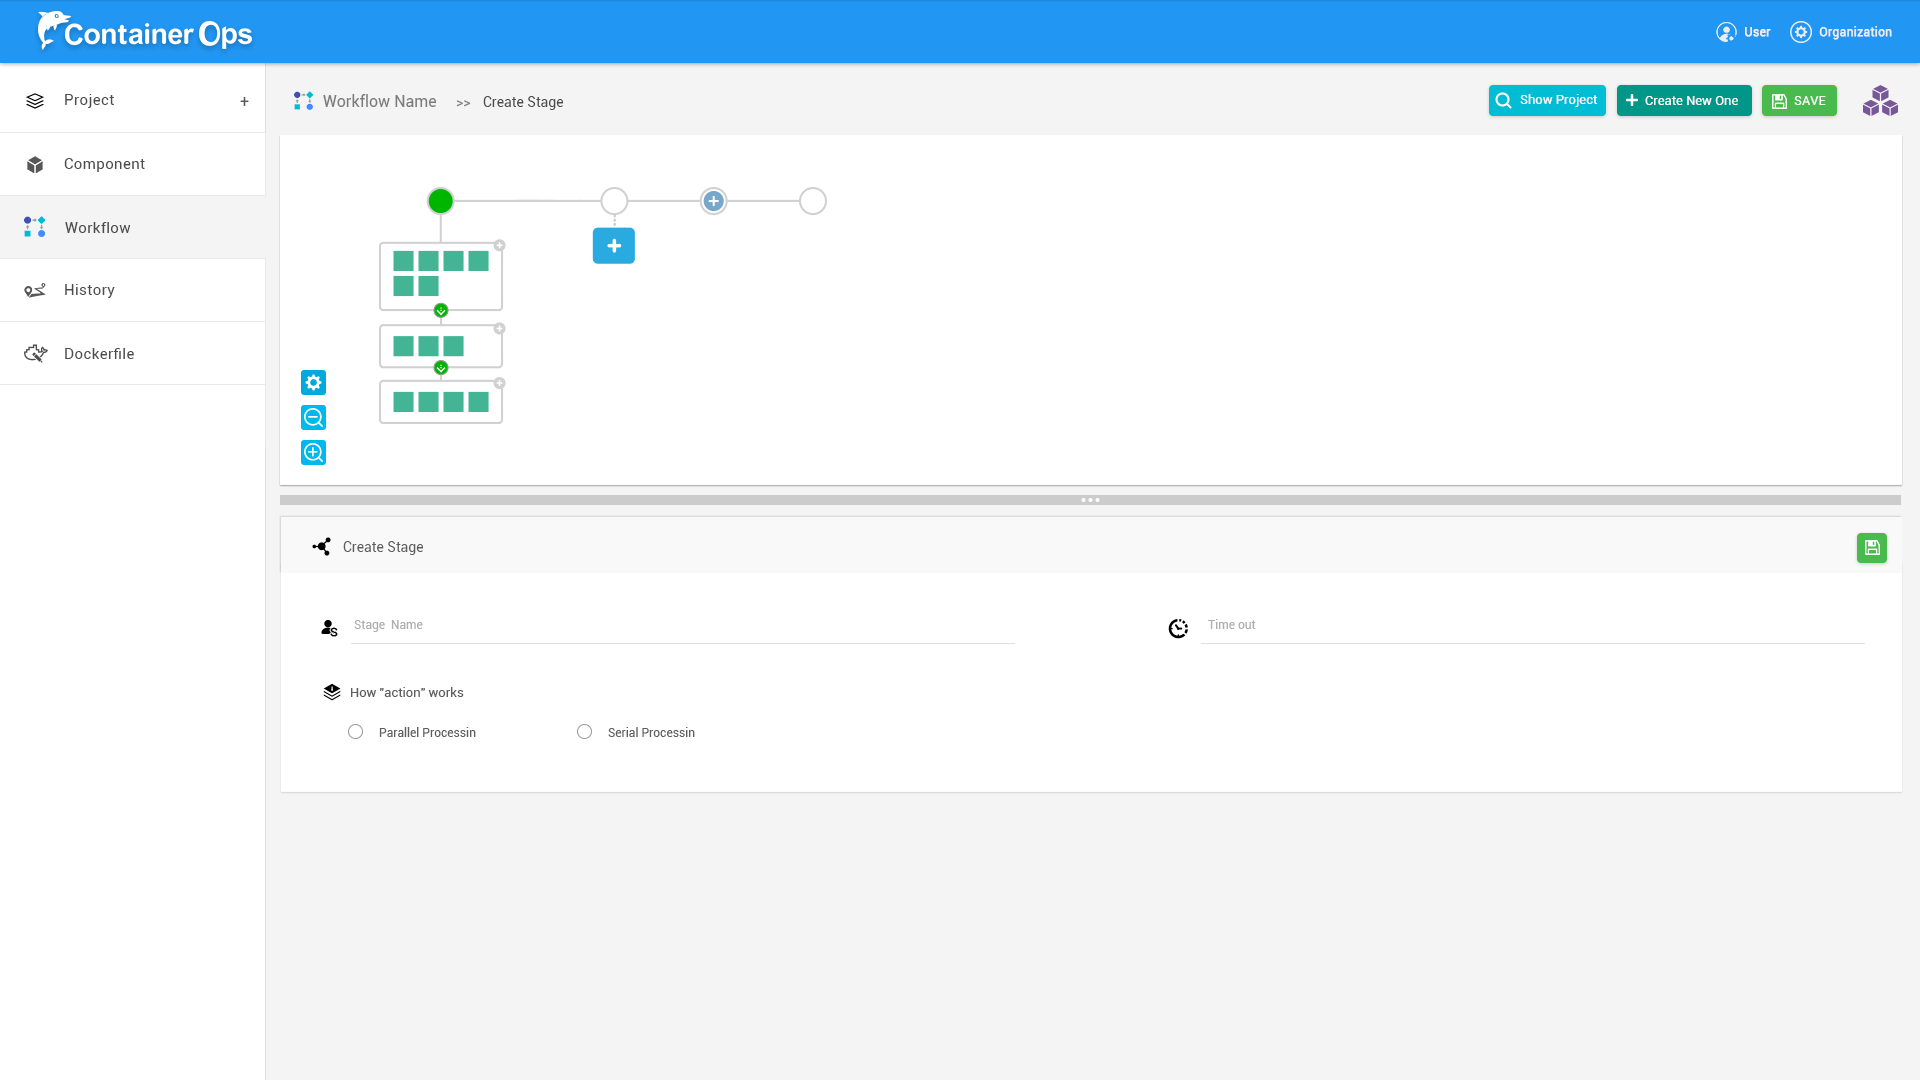 Container Ops
User
Organization
Project
+
Workflow Name >> Create Stage
Show Project
Create New One
SAVE
Component
Workflow
History
Dockerfile
Create Stage
Stage Name
Time out
How "action" works
Parallel Processin
Serial Processin